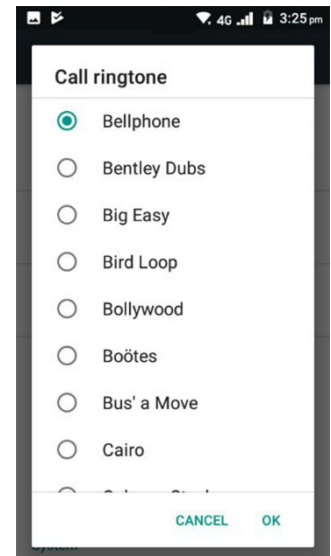 4G 3:25 pm
Call ringtone
Bellphone
Bentley Dubs
Big Easy
Bird Loop
Bollywood
Boötes
Bus' a Move
Cairo
CANCEL OK